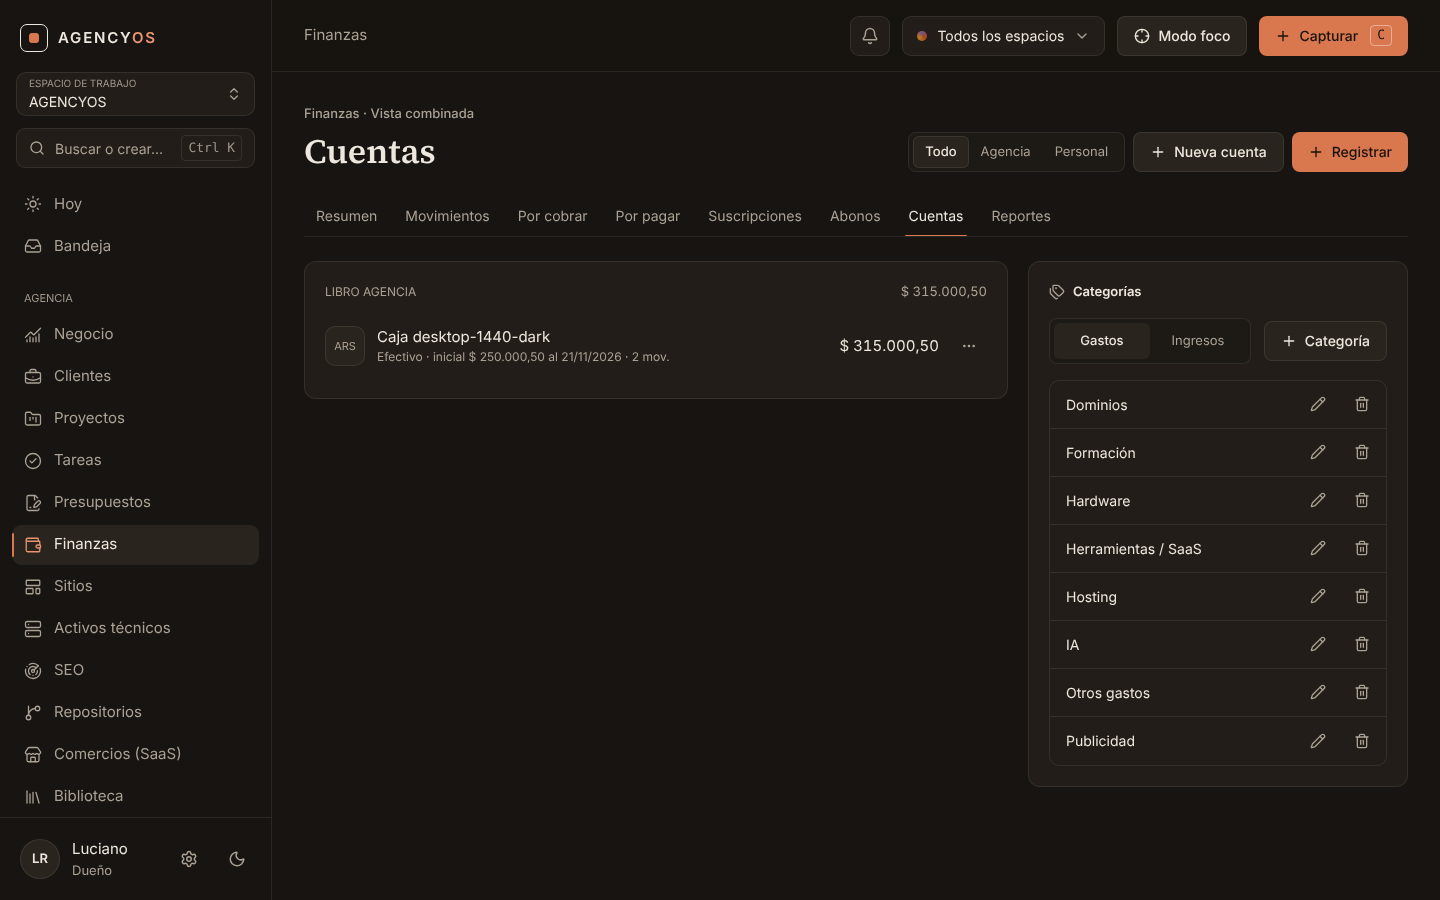 AGENCYOS
ESPACIO DE TRABAJO
AGENCYOS
Buscar o crear... Ctrl K
Hoy
Bandeja
AGENCIA
Negocio
Clientes
Proyectos
Tareas
Presupuestos
Finanzas
Sitios
Activos técnicos
SEO
Repositorios
Comercios (SaaS)
Biblioteca
LR Luciano
Dueño
Finanzas
Todos los espacios
Modo foco
Capturar C
Finanzas · Vista combinada
Cuentas
Todo Agencia Personal
Nueva cuenta
Registrar
Resumen Movimientos Por cobrar Por pagar Suscripciones Abonos Cuentas Reportes
LIBRO AGENCIA $ 315.000,50
ARS Caja desktop-1440-dark $ 315.000,50
Efectivo · inicial $ 250.000,50 al 21/11/2026 · 2 mov.
Categorías
Gastos Ingresos
Categoría
Dominios
Formación
Hardware
Herramientas / SaaS
Hosting
IA
Otros gastos
Publicidad